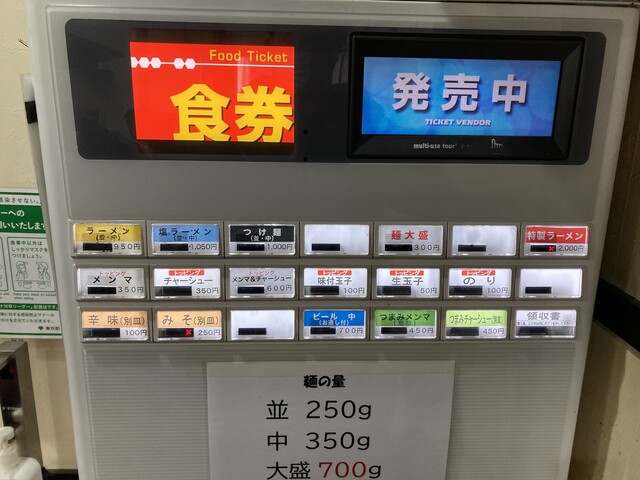 Food Ticket
食券
発売中
TICKET VENDOR
multi-use tour
ラーメン
(並・中)
950円
塩ラーメン
(並・中)
1,050円
つけ麺
(並・中)
1,000円
麺大盛
300円
特製ラーメン
2,000円
トッピング
メンマ
350円
トッピング
チャーシュー
350円
トッピング
メンマ&チャーシュー
600円
トッピング
味付玉子
100円
トッピング
生玉子
50円
トッピング
のり
100円
辛味(別皿)
100円
みそ(別皿)
250円
ビール 中
(お通し付)
700円
つまみメンマ
450円
つまみチャーシュー
450円
領収書
麺の量
並 250g
中 350g
大盛 700g
東京都